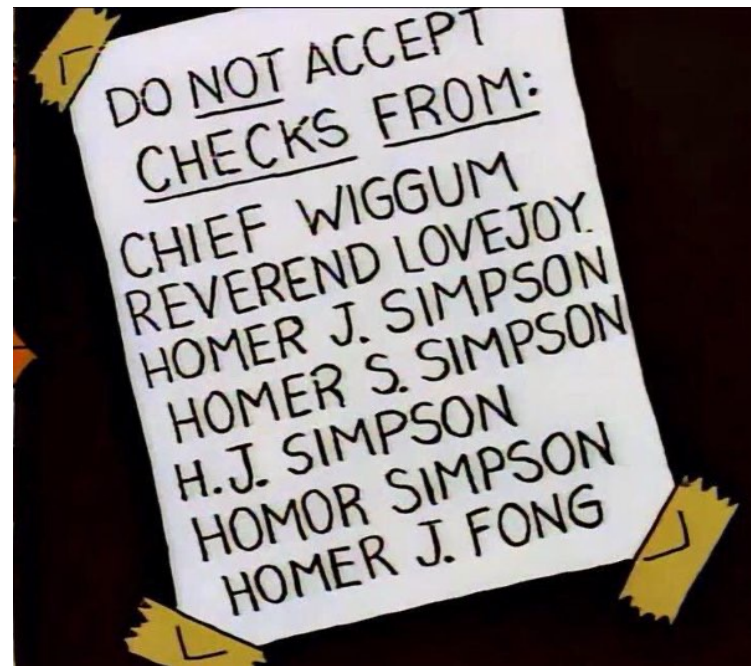 DO NOT ACCEPT
CHECKS FROM:
CHIEF WIGGUM
REVEREND LOVEJOY.
HOMER J. SIMPSON
HOMER S. SIMPSON
H.J. SIMPSON
HOMOR SIMPSON
HOMER J. FONG